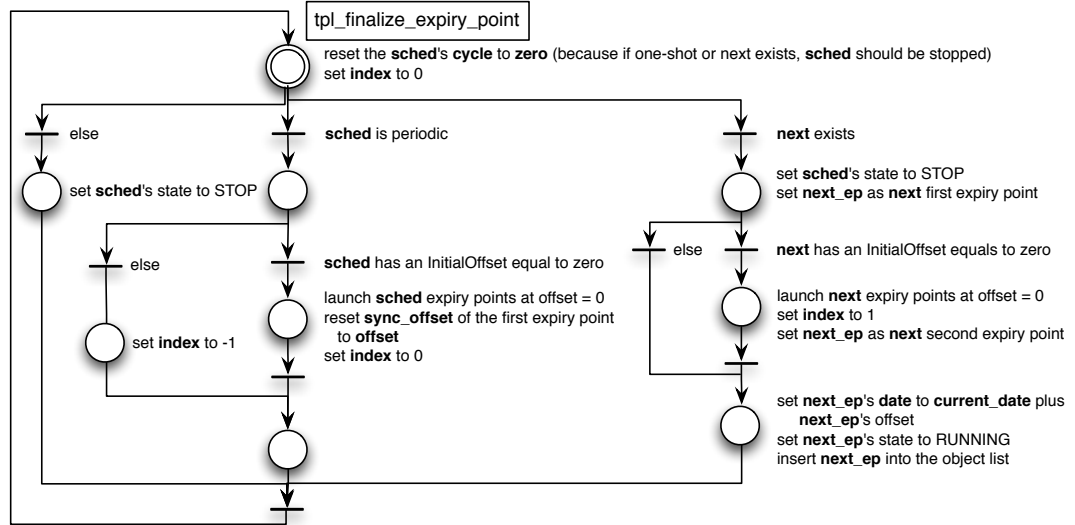 tpl_finalize_expiry_point
reset the sched's cycle to zero (because if one-shot or next exists, sched should be stopped)
set index to 0
else
sched is periodic
next exists
set sched's state to STOP
set sched's state to STOP
set next_ep as next first expiry point
else
sched has an InitialOffset equal to zero
else
next has an InitialOffset equals to zero
set index to -1
launch sched expiry points at offset = 0
reset sync_offset of the first expiry point
to offset
set index to 0
launch next expiry points at offset = 0
set index to 1
set next_ep as next second expiry point
set next_ep's date to current_date plus
next_ep's offset
set next_ep's state to RUNNING
insert next_ep into the object list